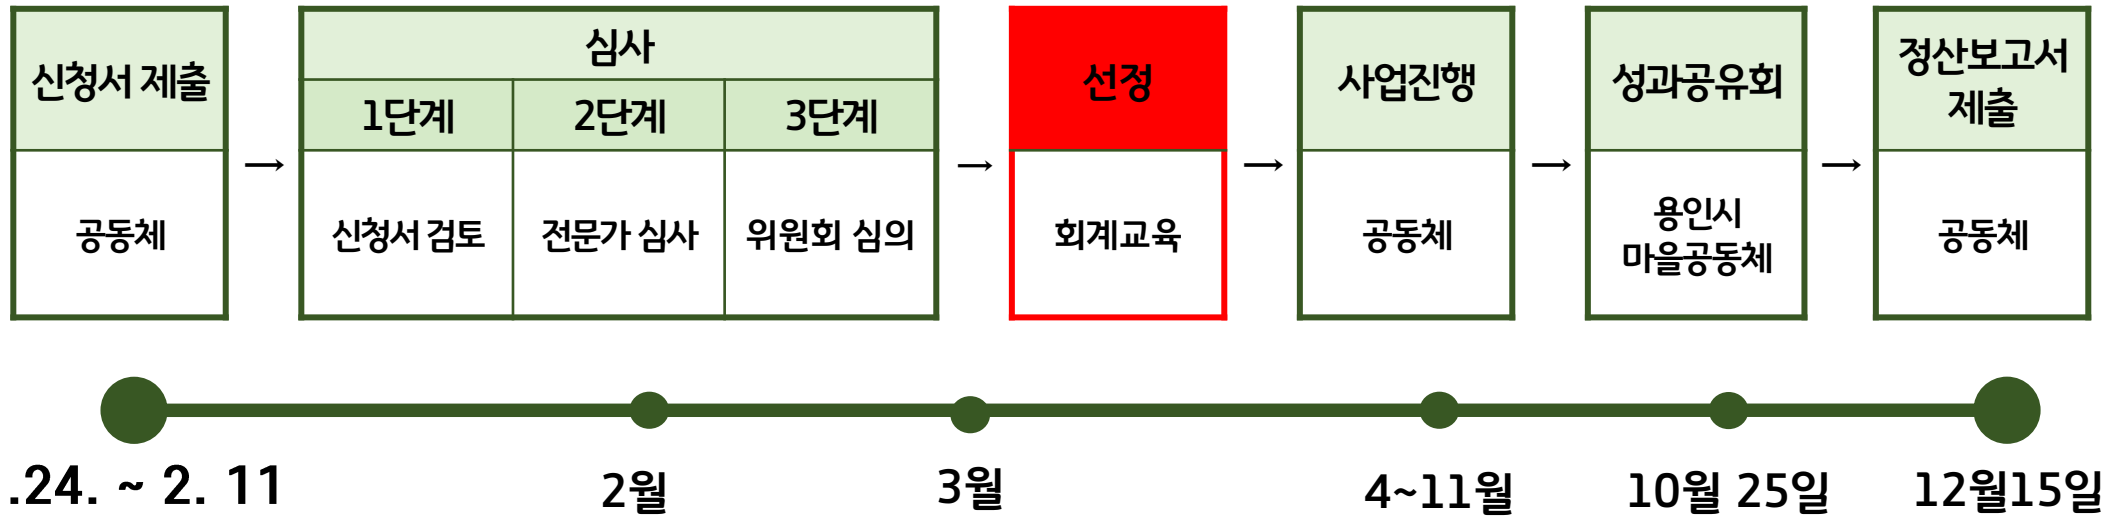 신청서 제출
공동체
→
심사
1단계 2단계 3단계
신청서 검토 전문가 심사 위원회 심의
→
선정
회계교육
→
사업진행
공동체
→
성과공유회
용인시
마을공동체
→
정산보고서
제출
공동체
.24. ~ 2. 11
2월
3월
4~11월
10월 25일
12월15일